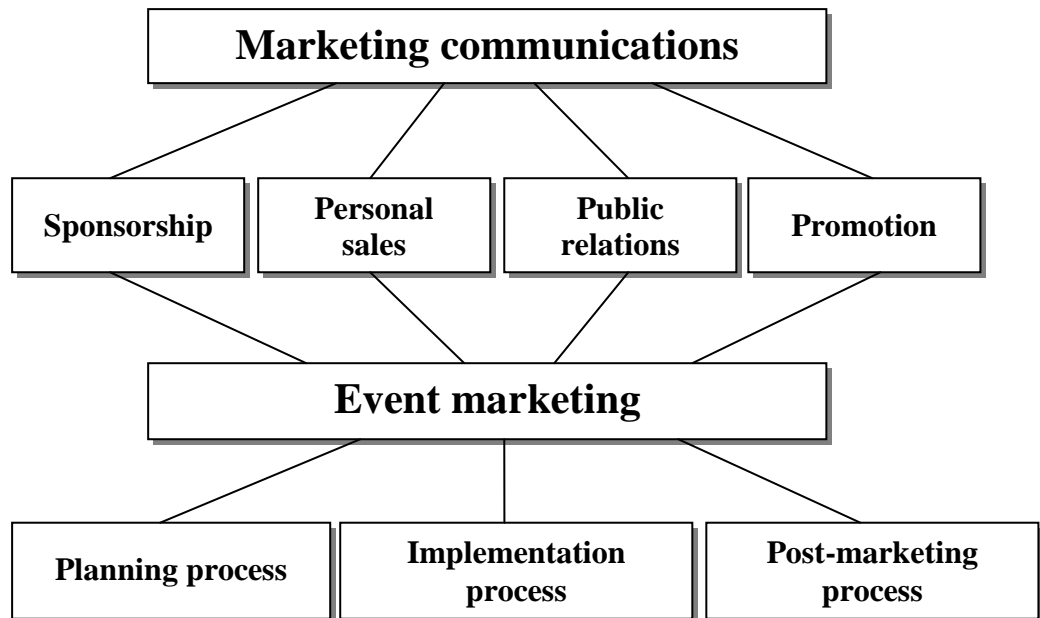 Marketing communications
Sponsorship
Personal
sales
Public
relations
Promotion
Event marketing
Planning process
Implementation
process
Post-marketing
process